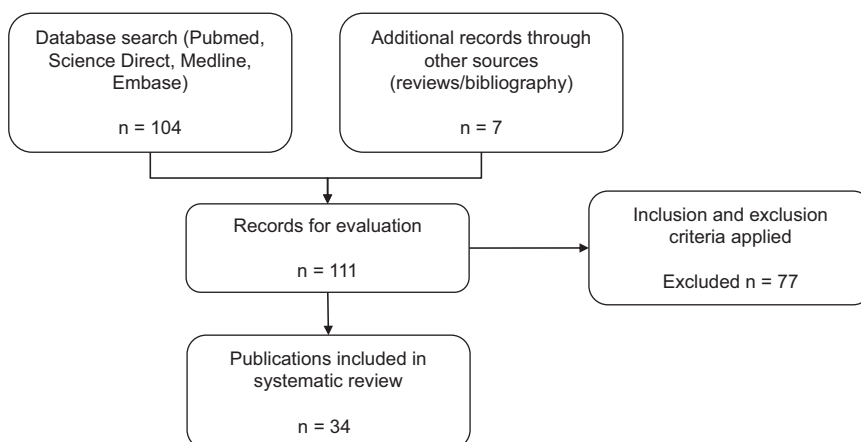 Database search (Pubmed,
Science Direct, Medline,
Embase)
n = 104
Additional records through
other sources
(reviews/bibliography)
n = 7
Records for evaluation
n = 111
Inclusion and exclusion
criteria applied
Excluded n = 77
Publications included in
systematic review
n = 34